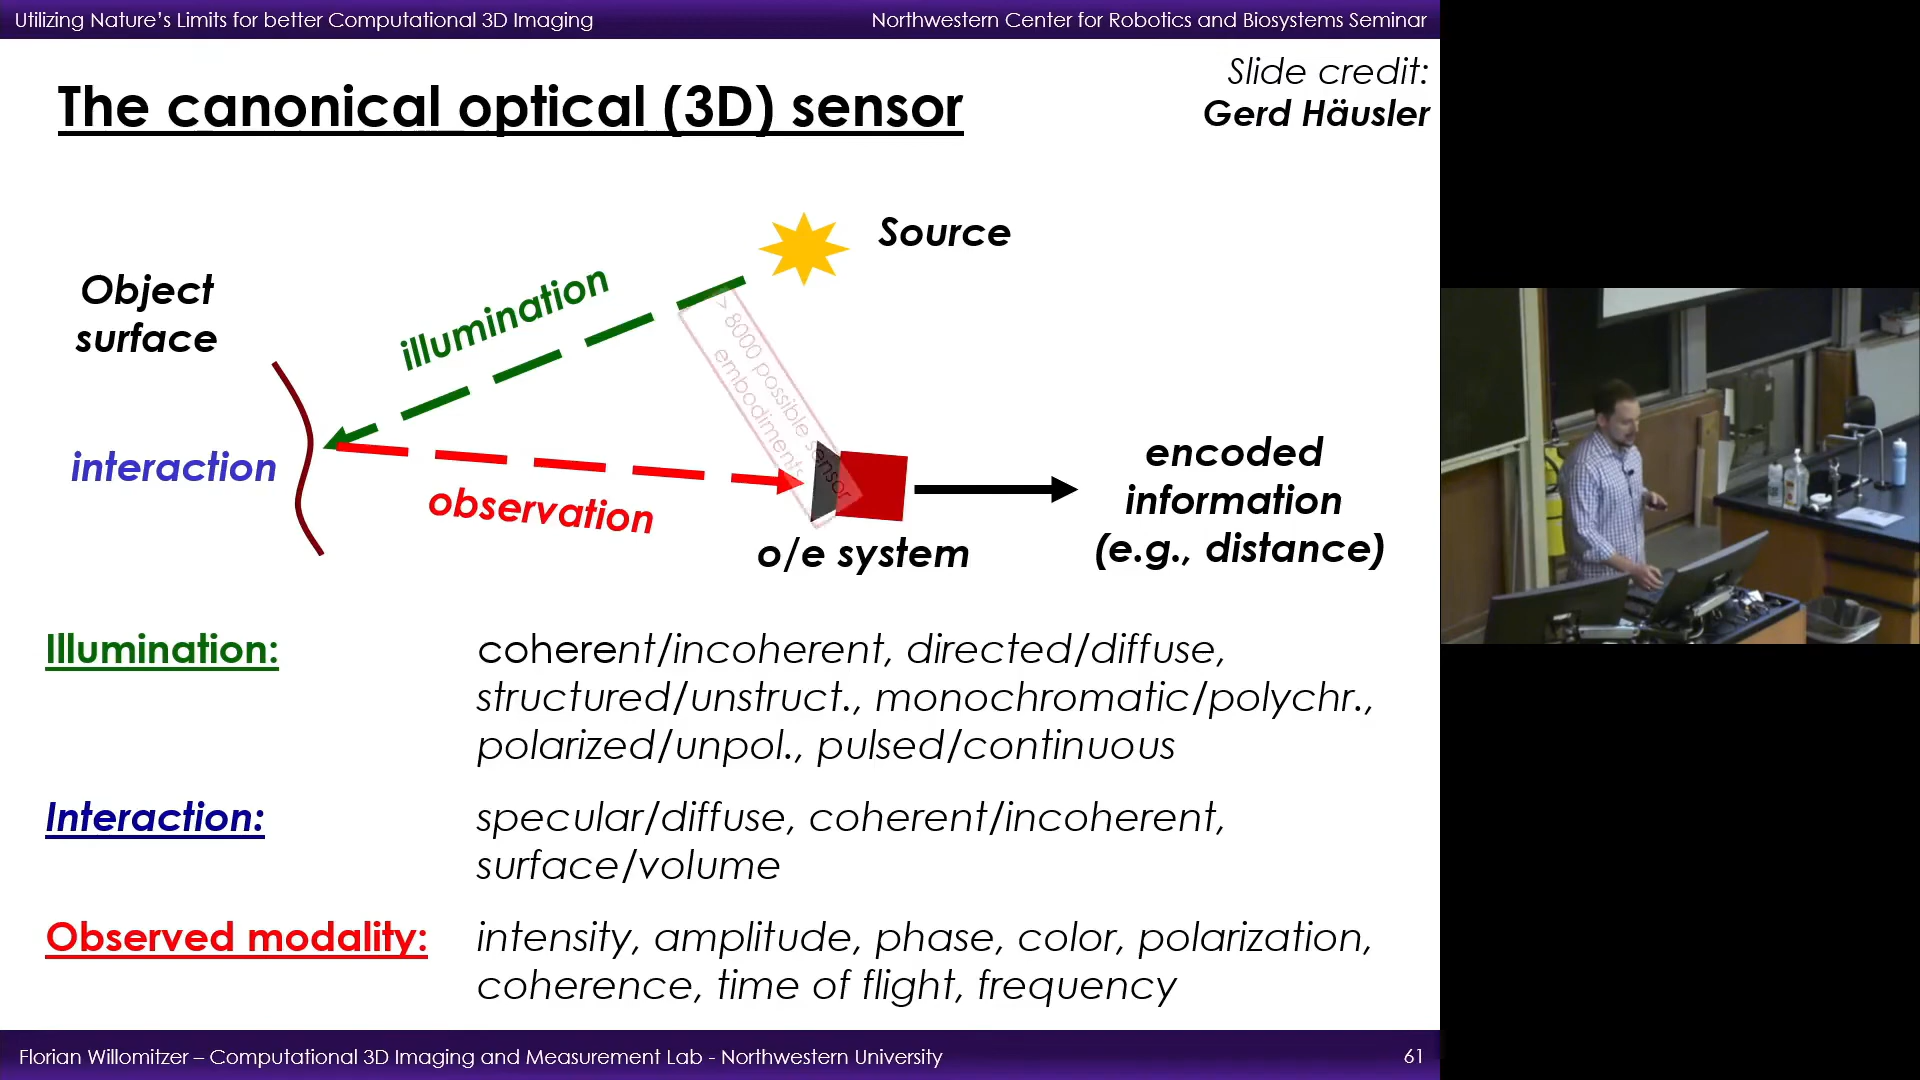 Utilizing Nature’s Limits for better Computational 3D Imaging
Northwestern Center for Robotics and Biosystems Seminar
The canonical optical (3D) sensor
Slide credit:
Gerd Häusler
Source
Object
surface
illumination
> 8000 possible sensor
embodiments
interaction
observation
o/e system
encoded
information
(e.g., distance)
Illumination:
coherent/incoherent, directed/diffuse,
structured/unstruct., monochromatic/polychr.,
polarized/unpol., pulsed/continuous
Interaction:
specular/diffuse, coherent/incoherent,
surface/volume
Observed modality:
intensity, amplitude, phase, color, polarization,
coherence, time of flight, frequency
Florian Willomitzer – Computational 3D Imaging and Measurement Lab - Northwestern University
61